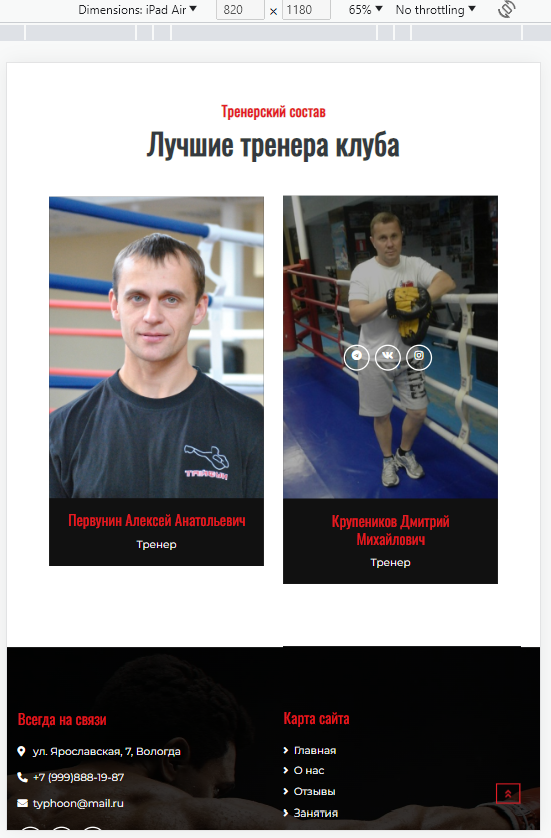 Dimensions: iPad Air 820 × 1180 65% No throttling
Тренерский состав
Лучшие тренера клуба
Первунин Алексей Анатольевич
Тренер
Крупеников Дмитрий
Михайлович
Тренер
Всегда на связи
ул. Ярославская, 7, Вологда
+7 (999)888-19-87
typhoon@mail.ru
Карта сайта
Главная
О нас
Отзывы
Занятия